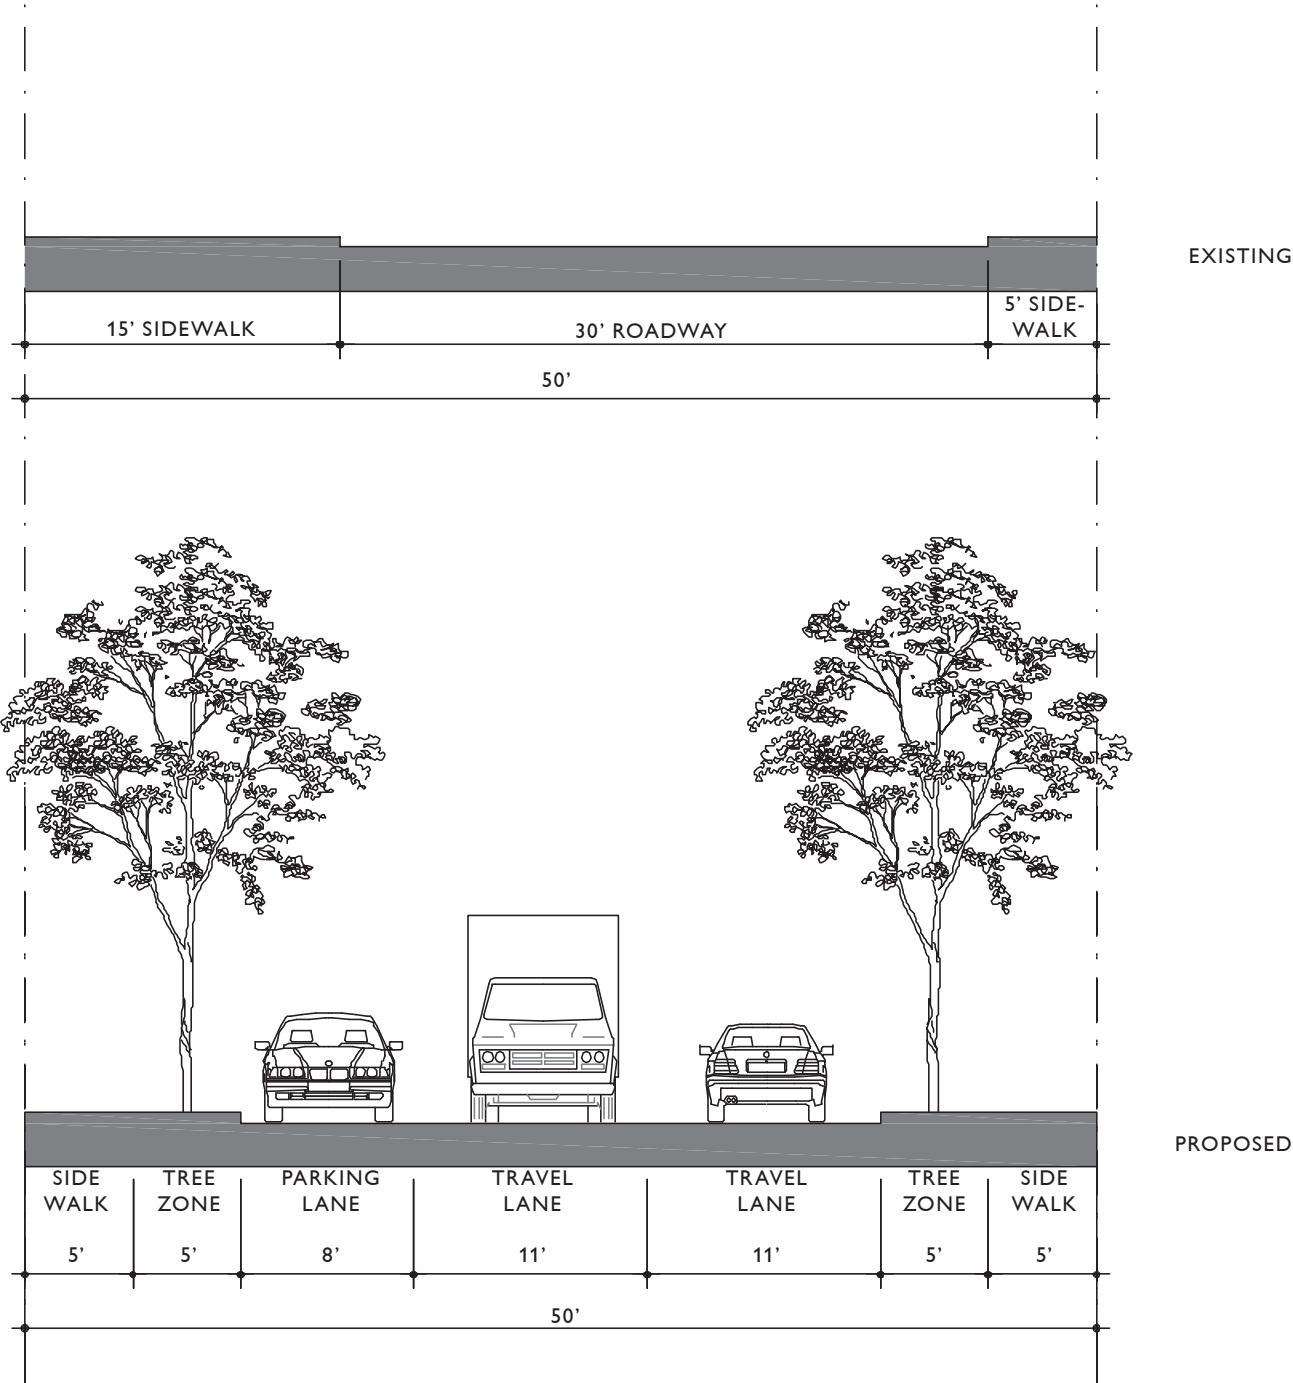 EXISTING
5’ SIDE-
WALK
15’ SIDEWALK
30’ ROADWAY
50’
PROPOSED
SIDE
WALK
TREE
ZONE
PARKING
LANE
TRAVEL
LANE
TRAVEL
LANE
TREE
ZONE
SIDE
WALK
5’
5’
8’
11’
11’
5’
5’
50’